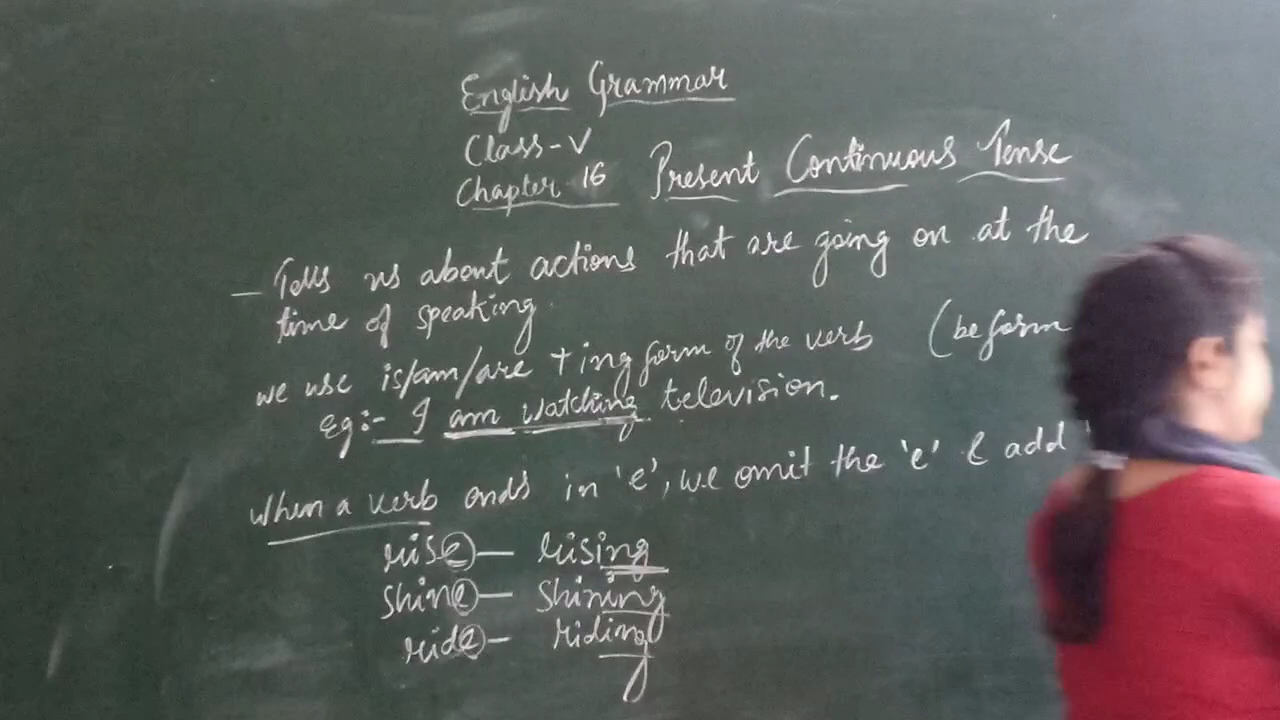 English Grammar
Class-V
Chapter 16 Present Continuous Tense
- Tells us about actions that are going on at the
time of speaking.
we use is/am/are + ing form of the verb (be form
Eg:- I am watching television.
When a verb ends in 'e', we omit the 'e' & add '
rise - rising
shine - shining
ride - riding